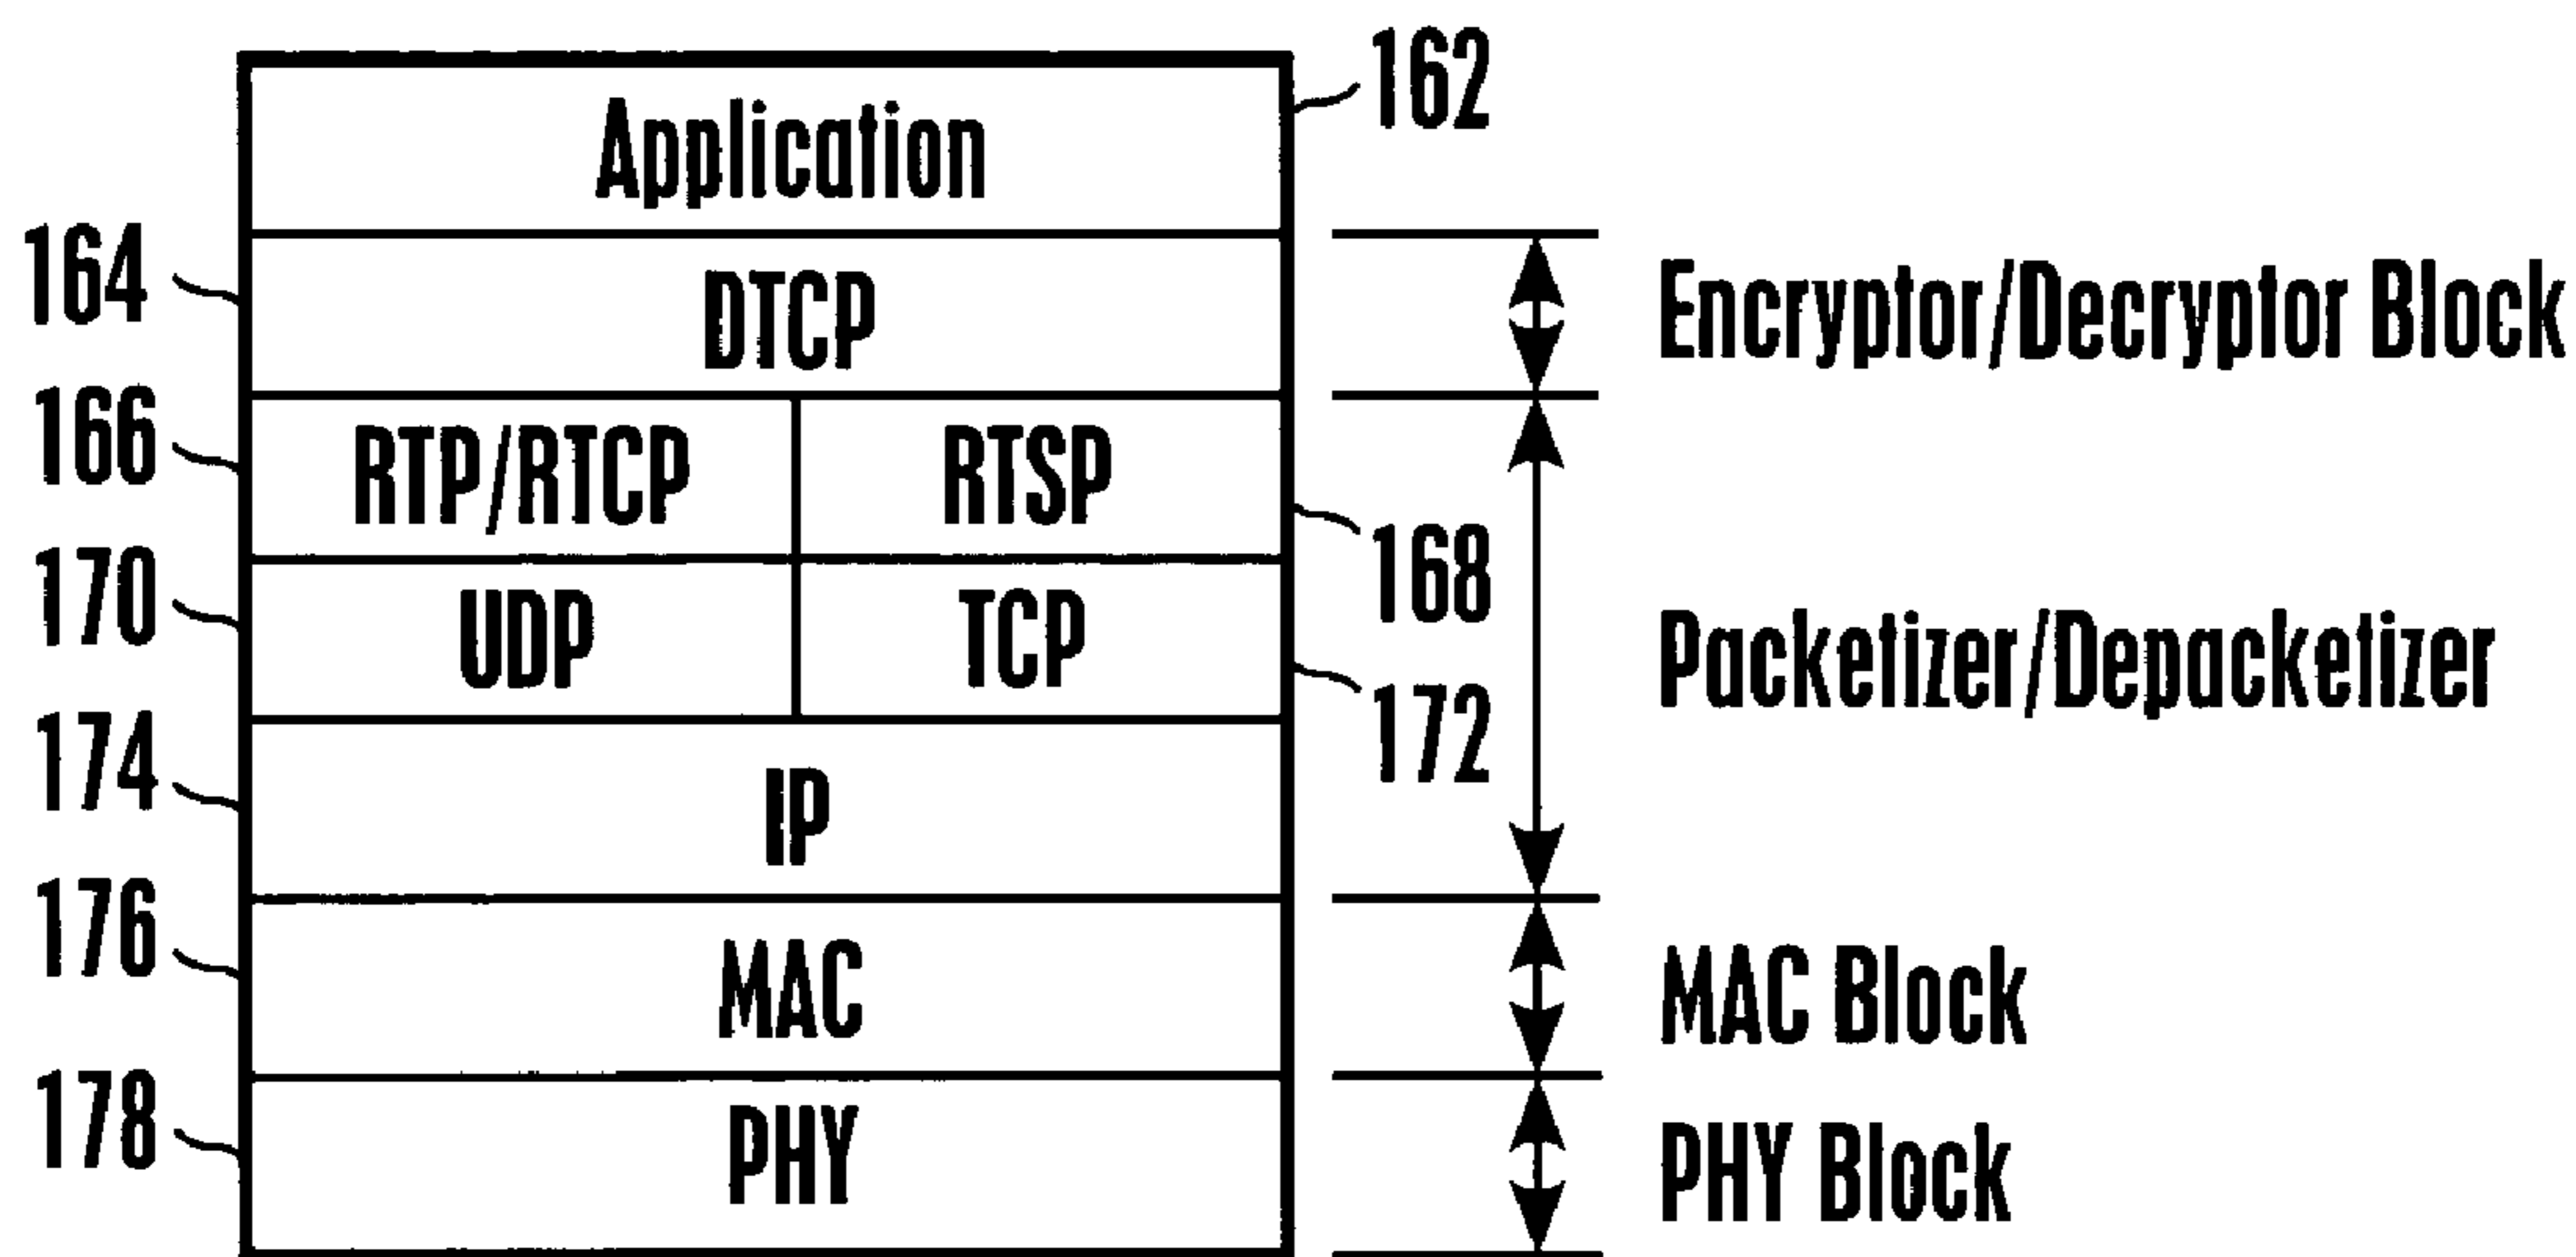 162
Application
164
DTCP
Encryptor/Decryptor Block
166
RTP/RTCP
RTSP
168
170
UDP
TCP
172
Packetizer/Depacketizer
174
IP
176
MAC
MAC Block
178
PHY
PHY Block